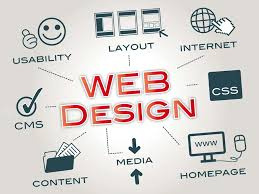 USABILITY
LAYOUT
INTERNET
WEB
DESIGN
CSS
CMS
WWW
CONTENT
MEDIA
HOMEPAGE